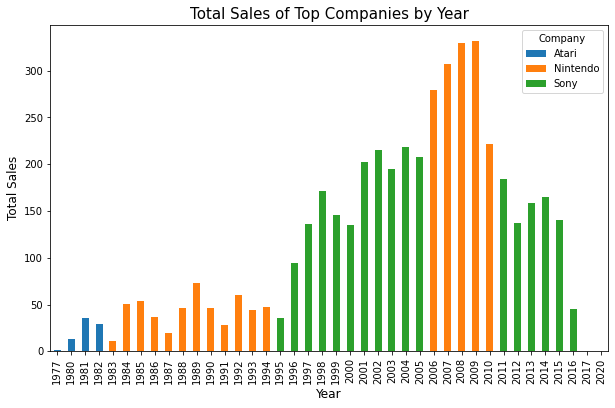 Total Sales of Top Companies by Year
Company
Atari
Nintendo
Sony
Total Sales
300
250
200
150
100
50
0
1977 1980 1981 1982 1983 1984 1985 1986 1987 1988 1989 1990 1991 1992 1993 1994 1995 1996 1997 1998 1999 2000 2001 2002 2003 2004 2005 2006 2007 2008 2009 2010 2011 2012 2013 2014 2015 2016 2017 2020
Year